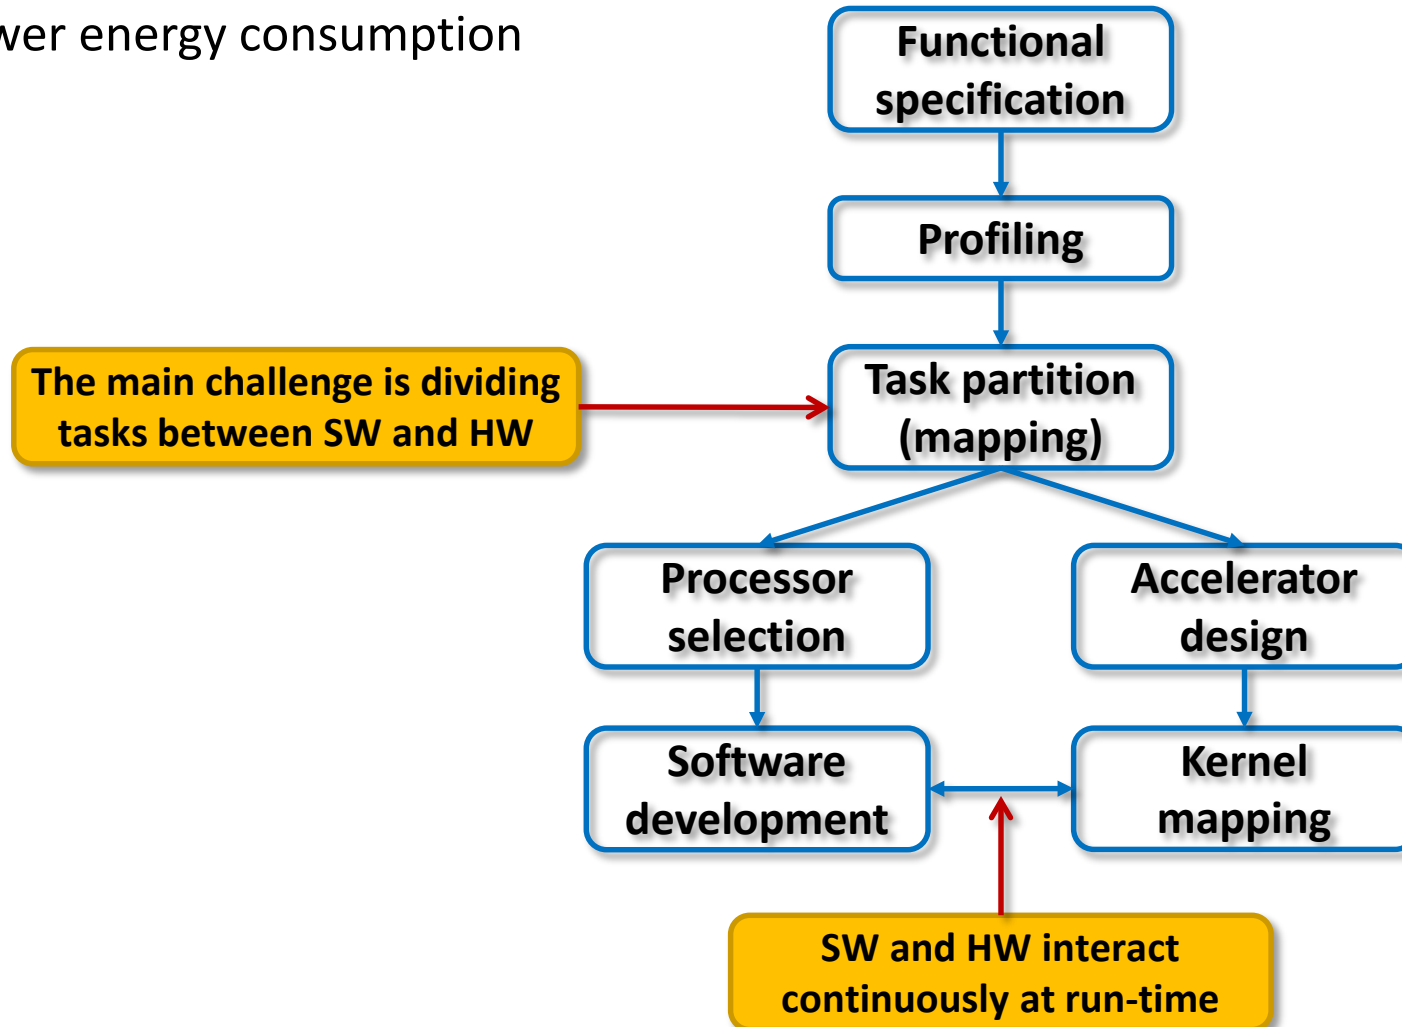 wer energy consumption
Functional
specification
Profiling
The main challenge is dividing
tasks between SW and HW
Task partition
(mapping)
Processor
selection
Accelerator
design
Software
development
Kernel
mapping
SW and HW interact
continuously at run-time